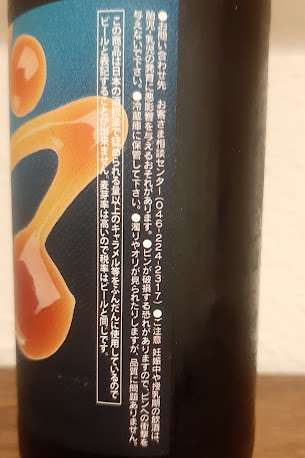 ●お問い合わせ先 お客さま相談センター(046-224-2317) ●ご注意 妊娠中や授乳期の飲酒は、
胎児・乳児の発育に悪影響を与えるおそれがあります。●ビンが破損する恐れがありますので、ビンへの衝撃を
与えないで下さい。●冷蔵庫に保管して下さい。●濁りやオリが見られたりしますが、品質に問題ありません。
この商品は日本の酒税法で認められる量以上のキャラメル等をふんだんに使用しているので
ビールと表記することが出来ません。麦芽率は高いので税率はビールと同じです。